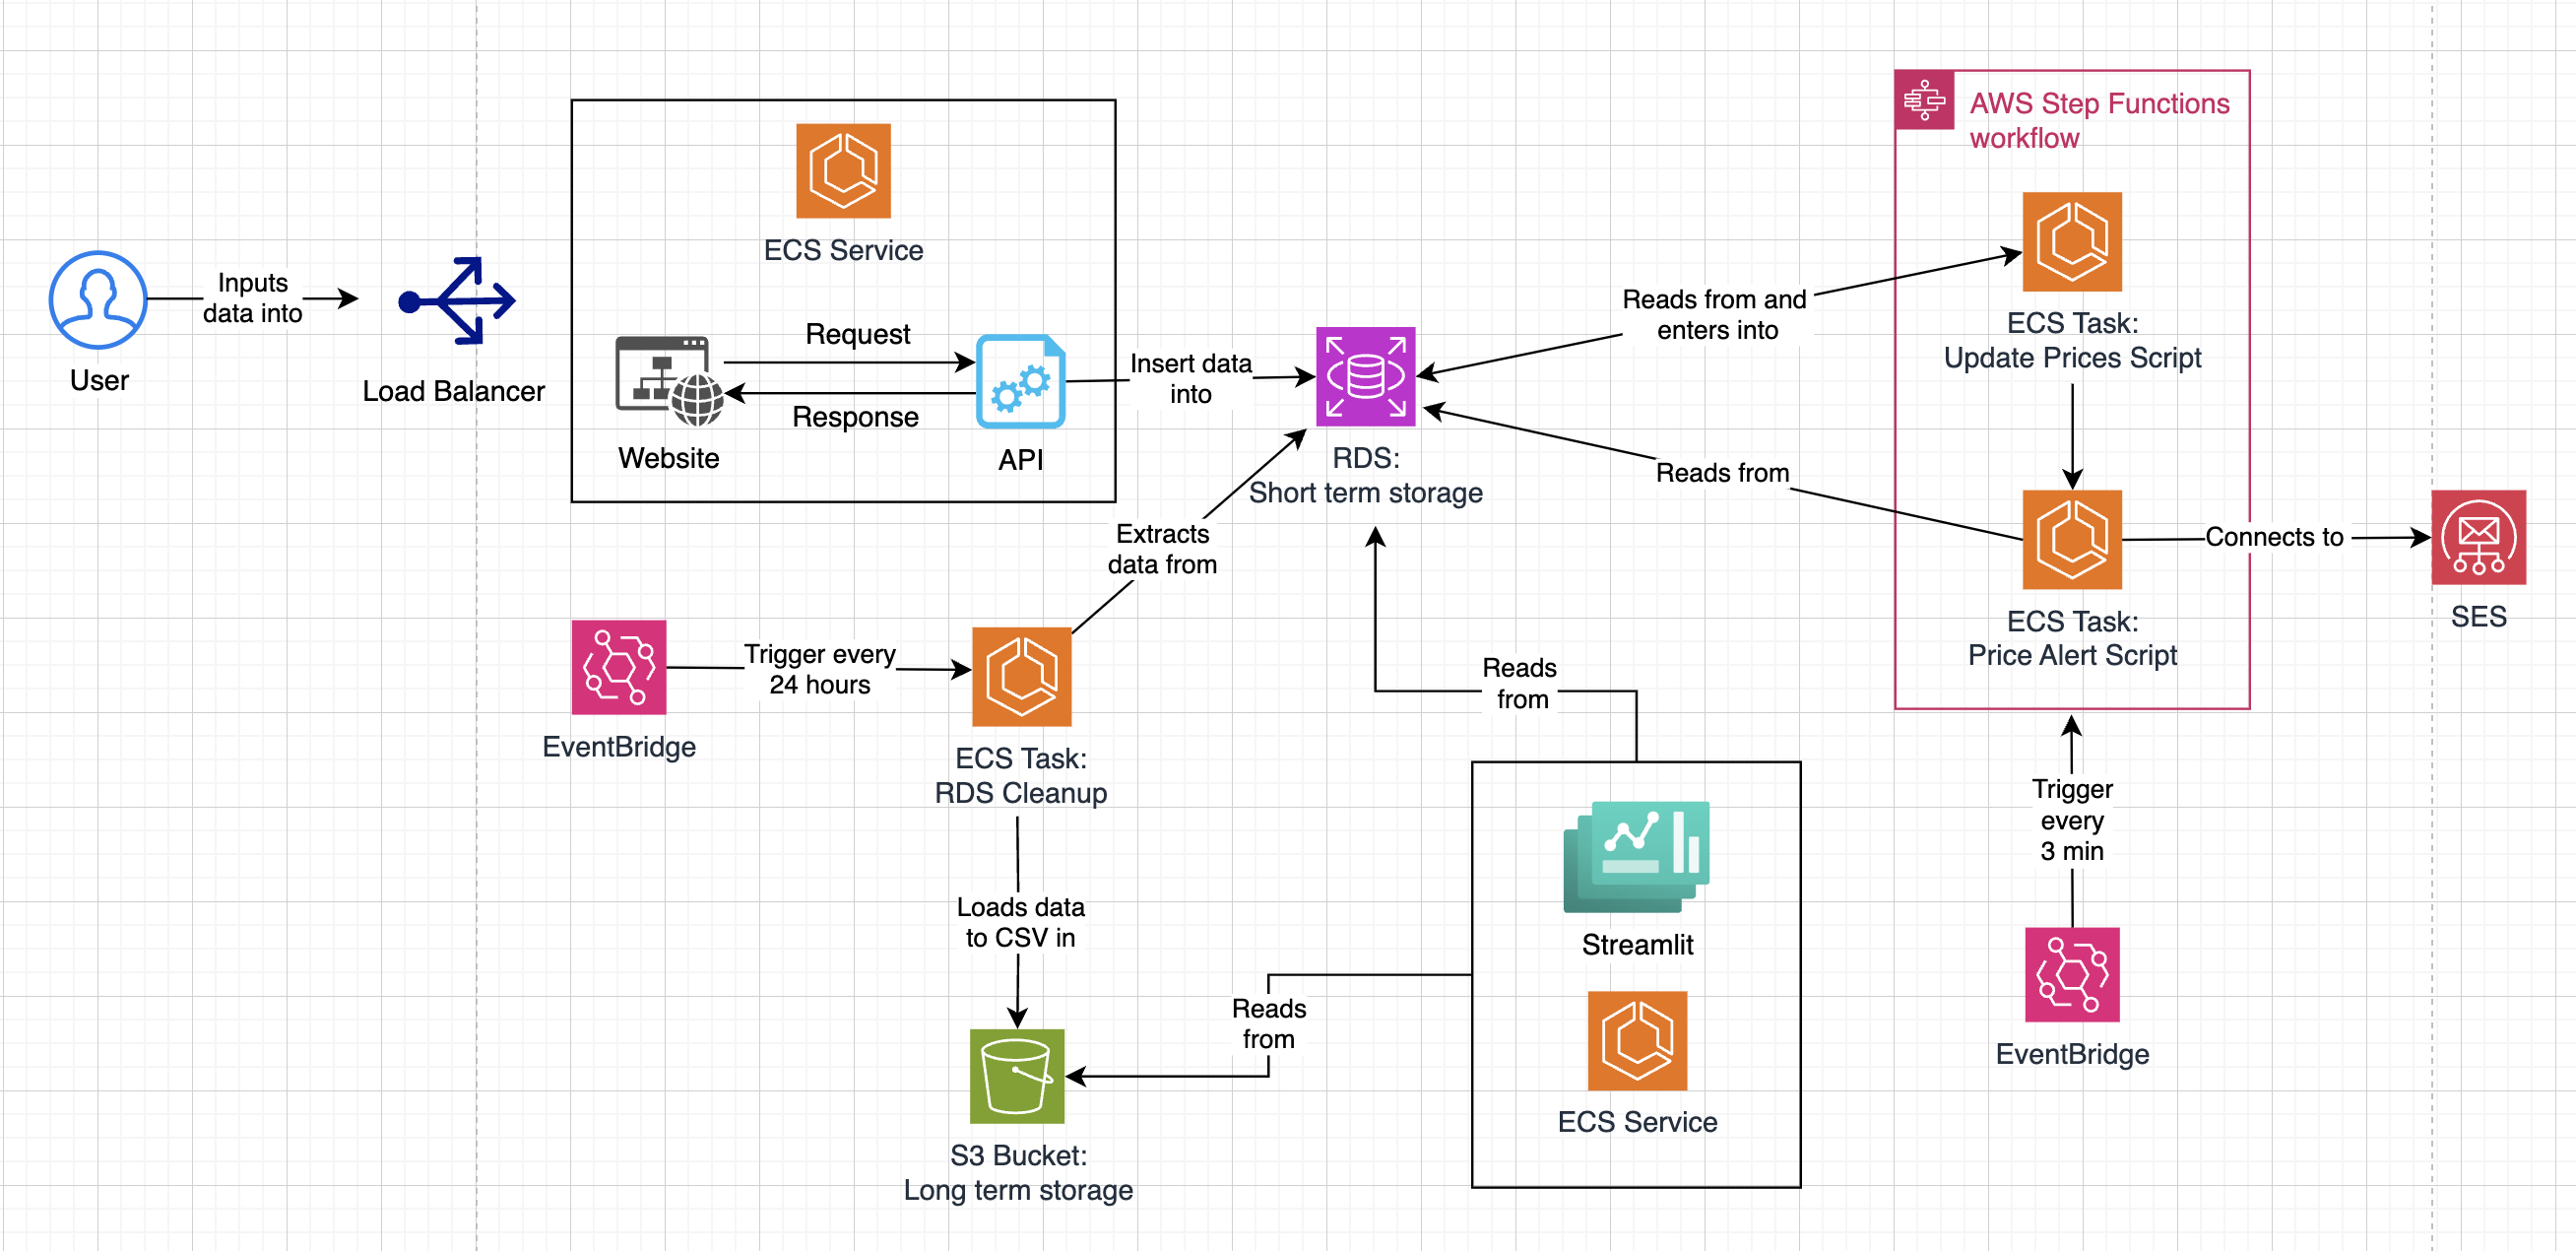 AWS Step Functions
workflow
ECS Service
Inputs
data into
User
Load Balancer
Request
Response
Website
API
Insert data
into
RDS:
Short term storage
Reads from and
enters into
ECS Task:
Update Prices Script
Reads from
Connects to
SES
ECS Task:
Price Alert Script
Extracts
data from
EventBridge
Trigger every
24 hours
ECS Task:
RDS Cleanup
Reads
from
Trigger
every
3 min
EventBridge
Loads data
to CSV in
Streamlit
ECS Service
Reads
from
S3 Bucket:
Long term storage